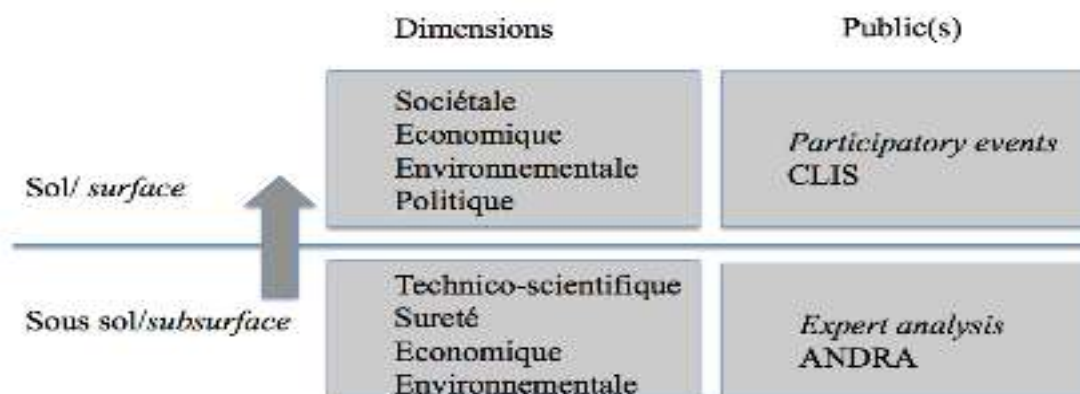 Dimensions
Public(s)
Sociétale
Economique
Environnementale
Politique
Participatory events
CLIS
Sol/ surface
Technico-scientifique
Sureté
Economique
Environnementale
Sous sol/subsurface
Expert analysis
ANDRA